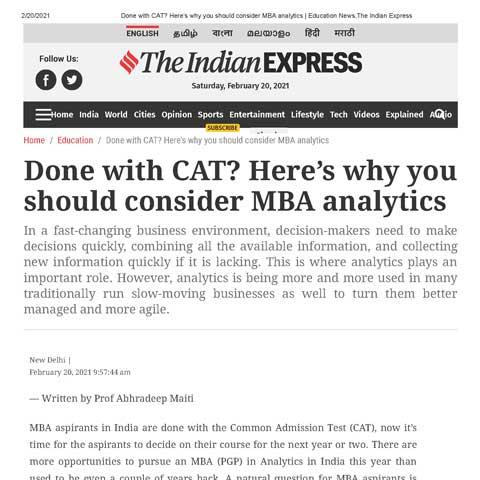 2/20/2021 Done with CAT? Here's why you should consider MBA analytics | Education News,The Indian Express
ENGLISH தமிழ் বাংলা മലയാളം हिंदी मराठी
Follow Us:
The Indian EXPRESS
Saturday, February 20, 2021
Home India World Cities Opinion Sports Entertainment Lifestyle Tech Videos Explained Audio
SUBSCRIBE
Home / Education / Done with CAT? Here's why you should consider MBA analytics
Done with CAT? Here's why you
should consider MBA analytics
In a fast-changing business environment, decision-makers need to make
decisions quickly, combining all the available information, and collecting
new information quickly if it is lacking. This is where analytics plays an
important role. However, analytics is being more and more used in many
traditionally run slow-moving businesses as well to turn them better
managed and more agile.
New Delhi |
February 20, 2021 9:57:44 am
— Written by Prof Abhradeep Maiti
MBA aspirants in India are done with the Common Admission Test (CAT), now it's
time for the aspirants to decide on their course for the next year or two. There are
more opportunities to pursue an MBA (PGP) in Analytics in India this year than
used to be even a couple of years back. A natural question for MBA aspirants is